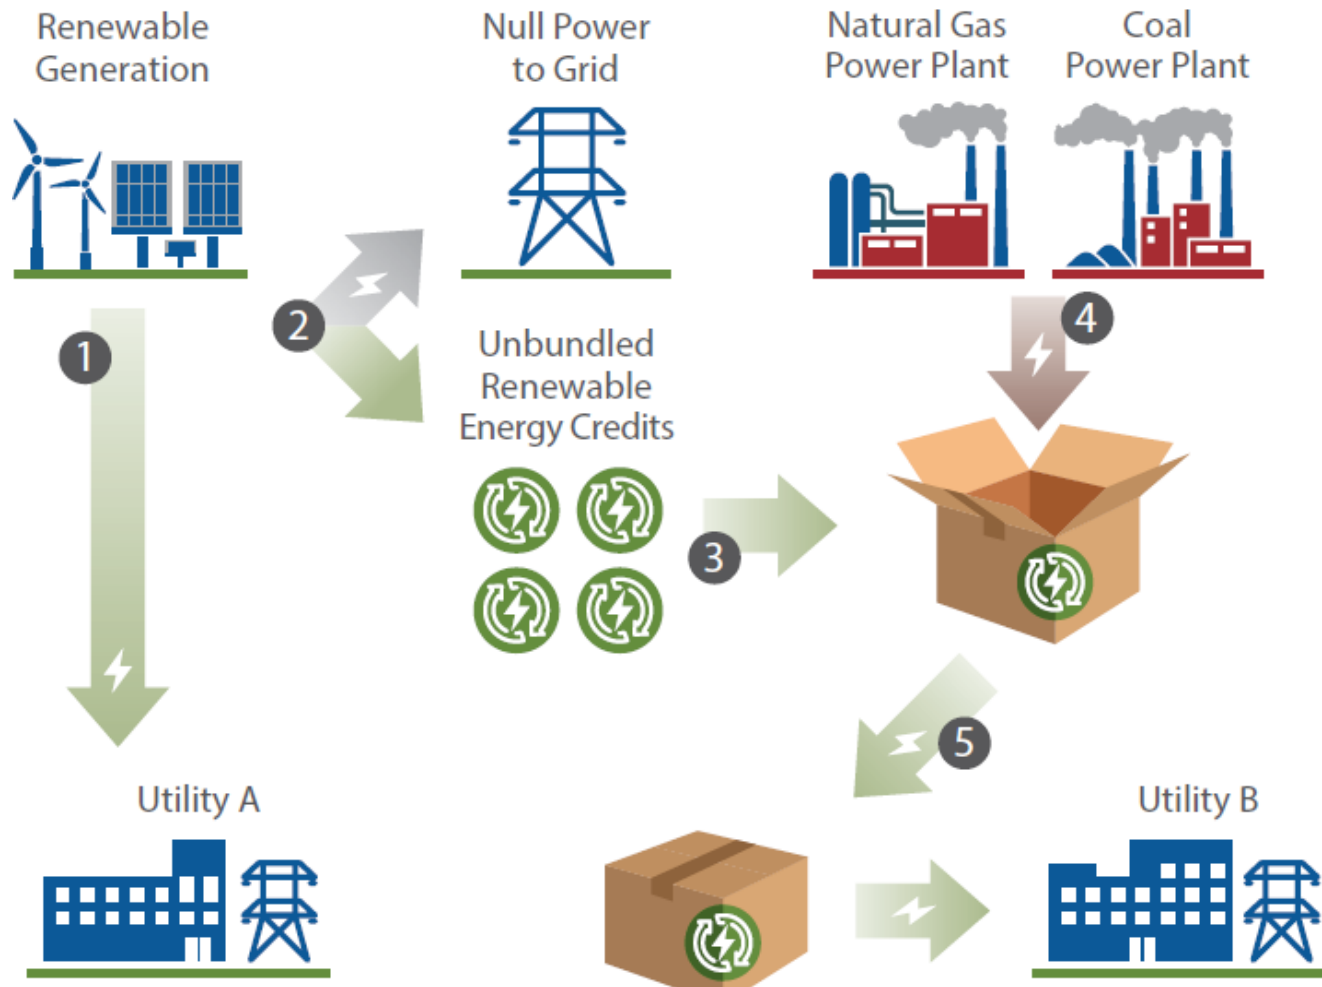 Renewable
Generation
Null Power
to Grid
Natural Gas
Power Plant
Coal
Power Plant
1
2
4
Unbundled
Renewable
Energy Credits
3
5
Utility A
Utility B